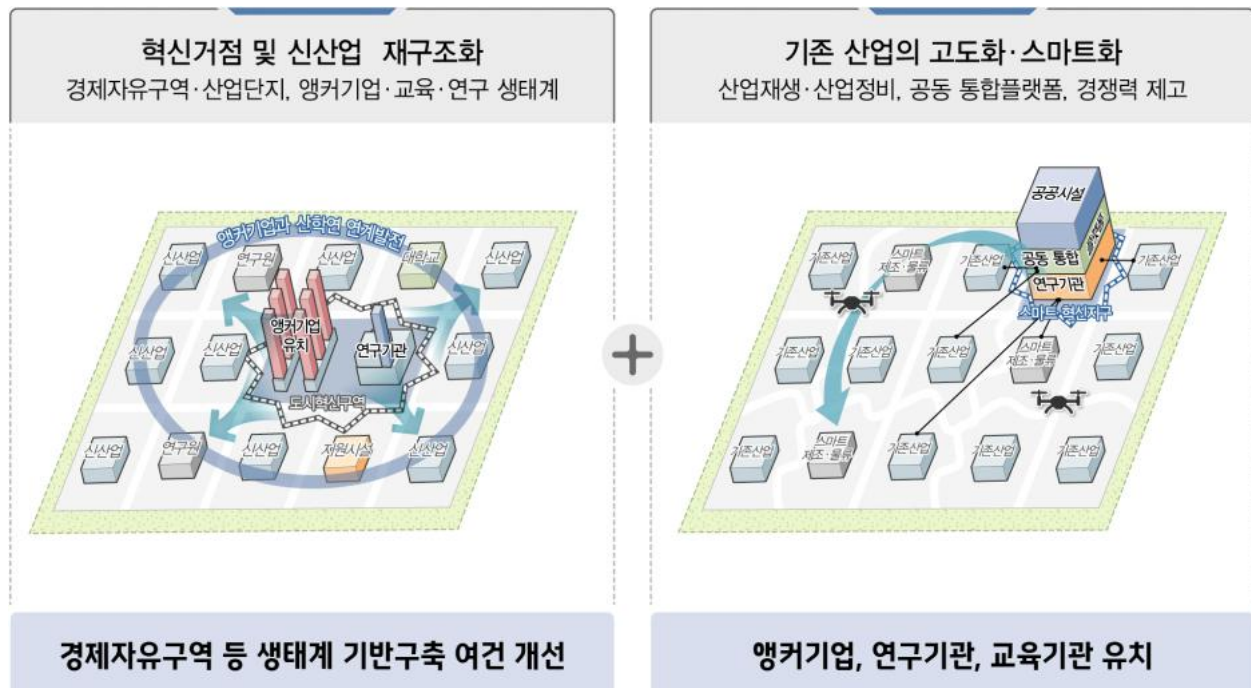 혁신거점 및 신산업 재구조화
경제자유구역·산업단지, 앵커기업·교육·연구 생태계
앵커기업과 산학연 연계발전
신산업
연구원
신산업
대학교
신산업
신산업
신산업
앵커기업
유치
연구기관
신산업
도시혁신구역
신산업
연구원
신산업
지원시설
신산업
경제자유구역 등 생태계 기반구축 여건 개선
+
기존 산업의 고도화·스마트화
산업재생·산업정비, 공동 통합플랫폼, 경쟁력 제고
공공시설
기존산업
스마트
제조·물류
기존산업
공동 통합
플랫폼
연구기관
기존산업
스마트·혁신지구
기존산업
기존산업
기존산업
스마트
제조·물류
기존산업
기존산업
스마트
제조·물류
기존산업
기존산업
기존산업
앵커기업, 연구기관, 교육기관 유치